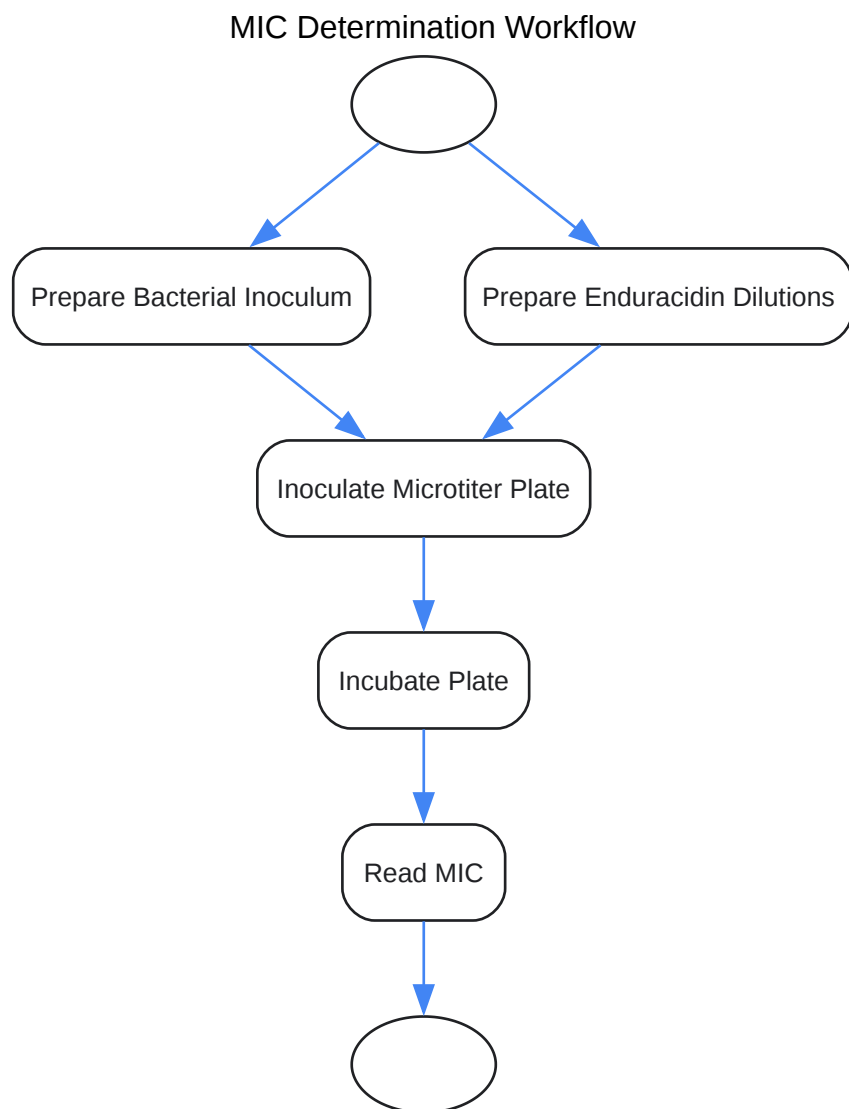 MIC Determination Workflow
Prepare Bacterial Inoculum
Prepare Enduracidin Dilutions
Inoculate Microtiter Plate
Incubate Plate
Read MIC